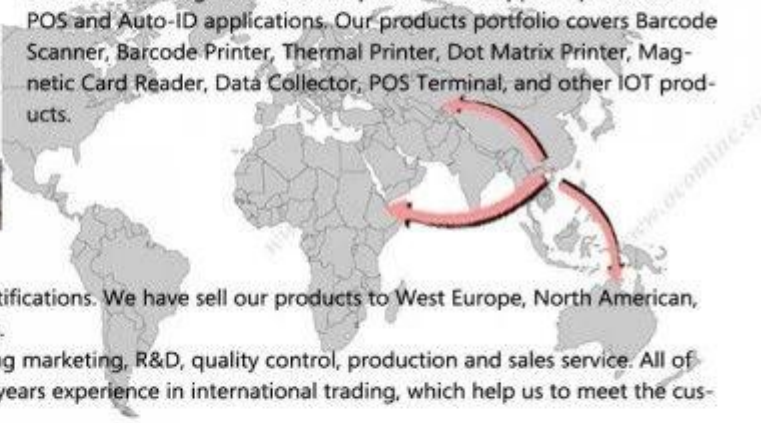 POS and Auto-ID applications. Our products portfolio covers Barcode
Scanner, Barcode Printer, Thermal Printer, Dot Matrix Printer, Mag-
netic Card Reader, Data Collector, POS Terminal, and other IOT prod-
ucts.
www.ocominc.co
tifications. We have sell our products to West Europe, North American,
g marketing, R&D, quality control, production and sales service. All of
years experience in international trading, which help us to meet the cus-